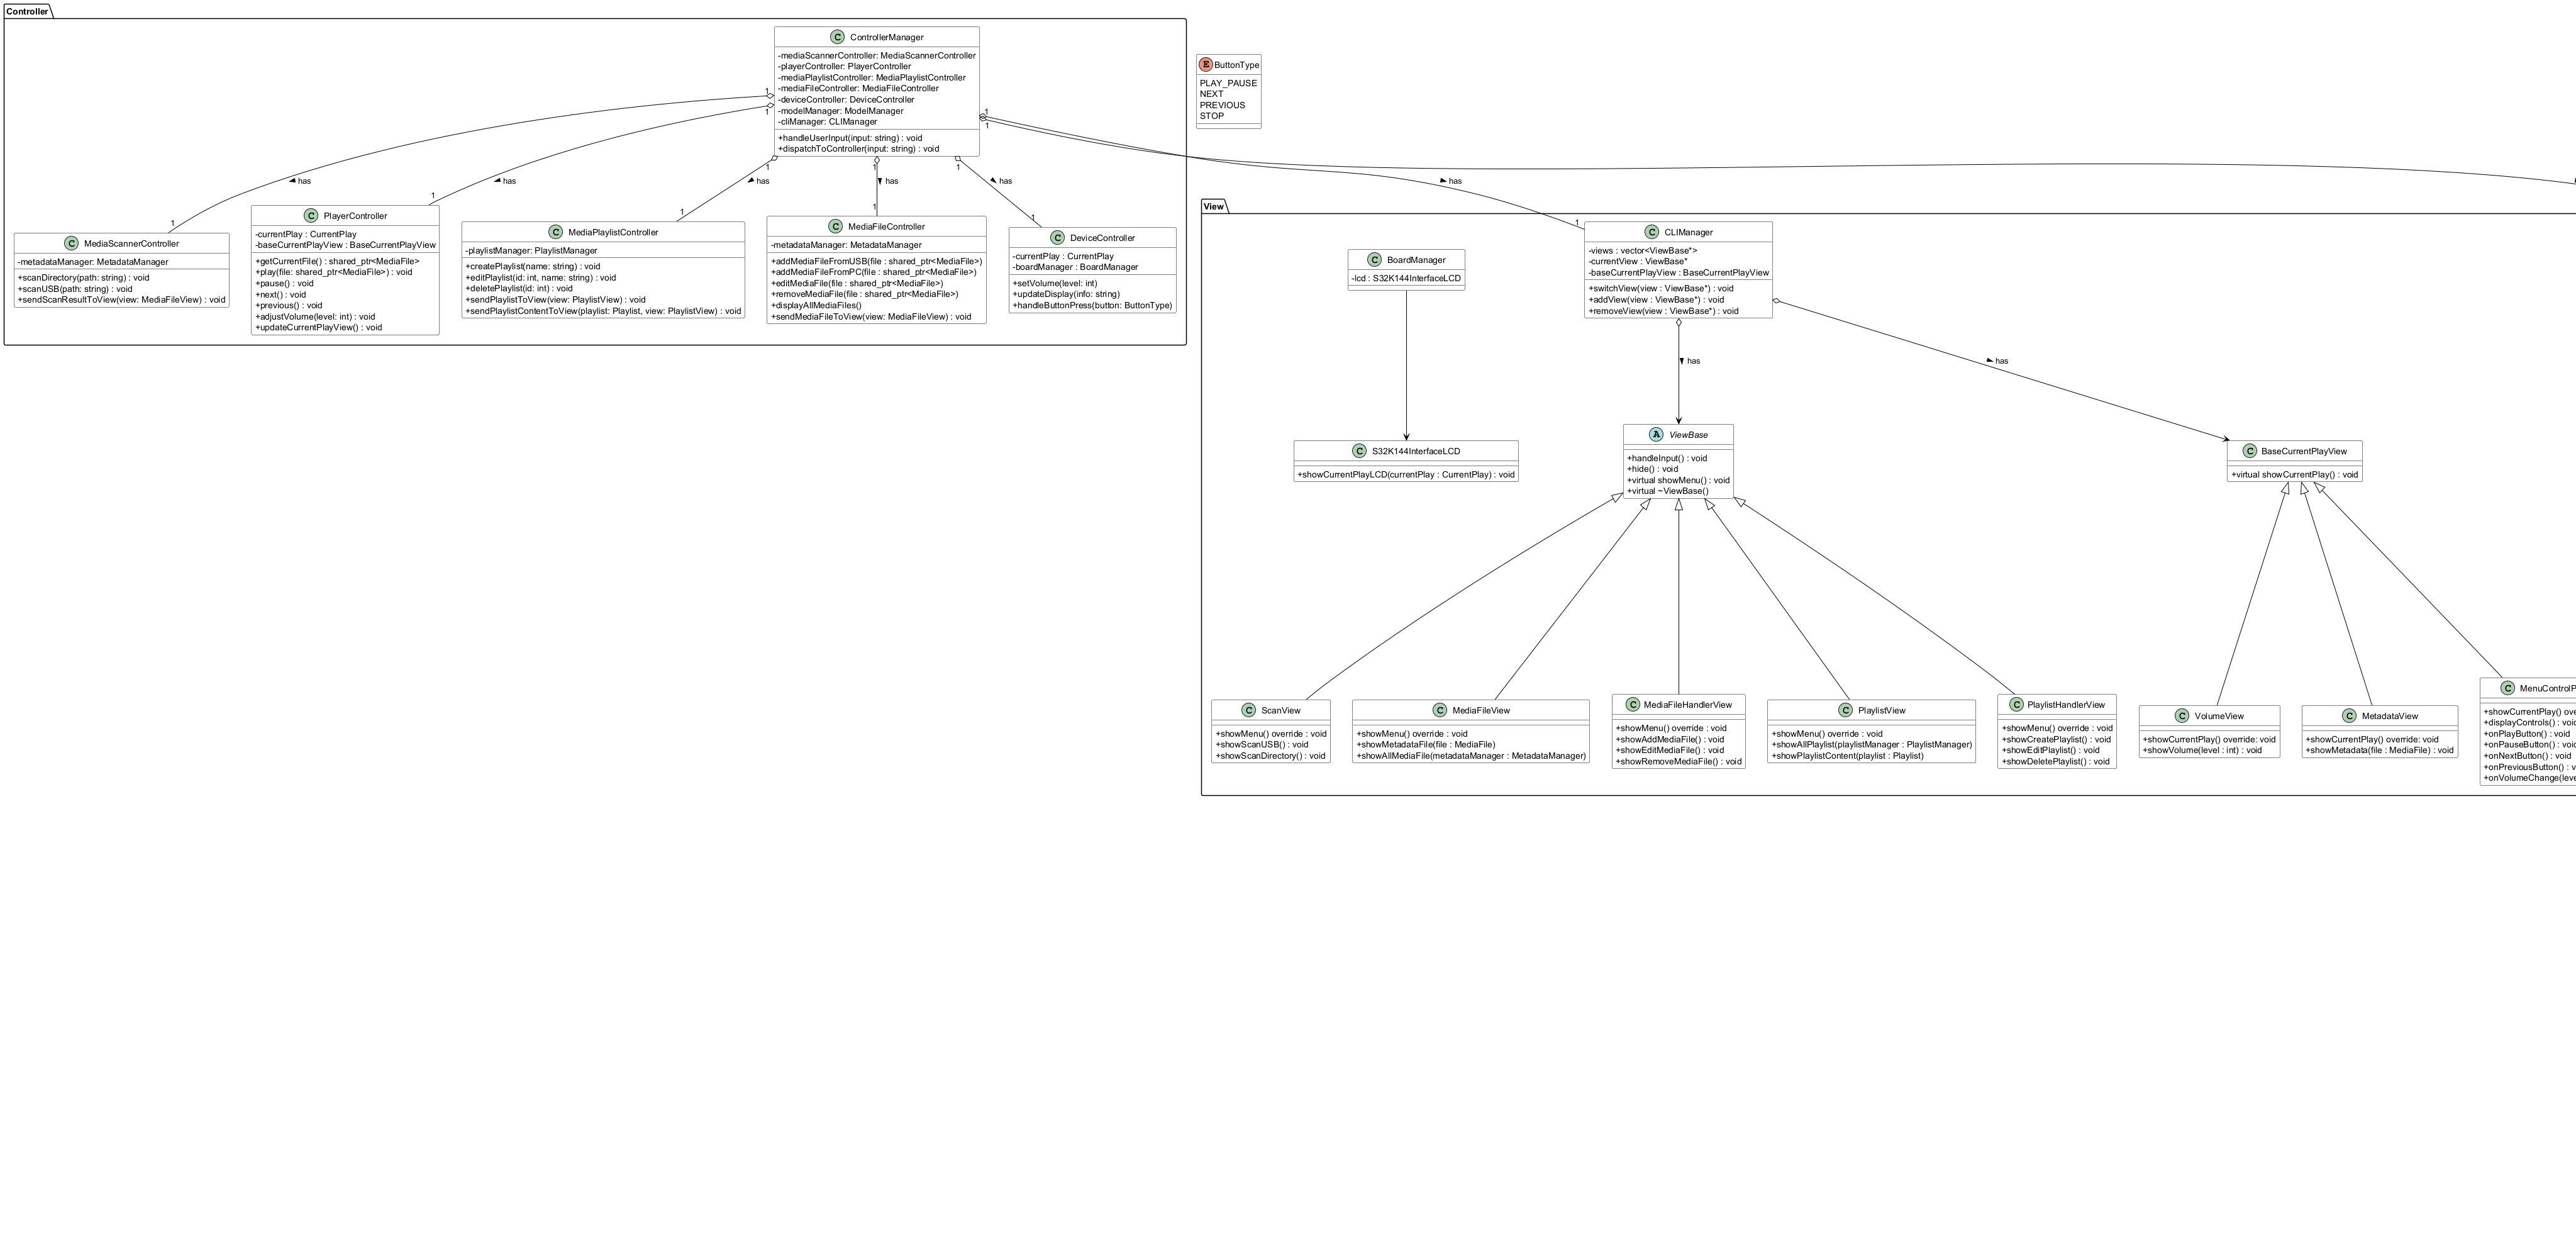 Controller
C ControllerManager
-mediaScannerController: MediaScannerController
-playerController: PlayerController
-mediaPlaylistController: MediaPlaylistController
-mediaFileController: MediaFileController
-deviceController: DeviceController
-modelManager: ModelManager
-cliManager: CLIManager
+handleUserInput(input: string) : void
+dispatchToController(input: string) : void
1
1
1
1
1
1
1
has
has
has
has
has
has
1
1
1
1
1
1
C MediaScannerController
-metadataManager: MetadataManager
+scanDirectory(path: string) : void
+scanUSB(path: string) : void
+sendScanResultToView(view: MediaFileView) : void
C PlayerController
-currentPlay : CurrentPlay
-baseCurrentPlayView : BaseCurrentPlayView
+getCurrentFile() : shared_ptr<MediaFile>
+play(file: shared_ptr<MediaFile>) : void
+pause() : void
+next() : void
+previous() : void
+adjustVolume(level: int) : void
+updateCurrentPlayView() : void
C MediaPlaylistController
-playlistManager: PlaylistManager
+createPlaylist(name: string) : void
+editPlaylist(id: int, name: string) : void
+deletePlaylist(id: int) : void
+sendPlaylistToView(view: PlaylistView) : void
+sendPlaylistContentToView(playlist: Playlist, view: PlaylistView) : void
C MediaFileController
-metadataManager: MetadataManager
+addMediaFileFromUSB(file : shared_ptr<MediaFile>)
+addMediaFileFromPC(file : shared_ptr<MediaFile>)
+editMediaFile(file : shared_ptr<MediaFile>)
+removeMediaFile(file : shared_ptr<MediaFile>)
+displayAllMediaFiles()
+sendMediaFileToView(view: MediaFileView) : void
C DeviceController
-currentPlay : CurrentPlay
-boardManager : BoardManager
+setVolume(level: int)
+updateDisplay(info: string)
+handleButtonPress(button: ButtonType)
E ButtonType
PLAY_PAUSE
NEXT
PREVIOUS
STOP
View
C BoardManager
-lcd : S32K144InterfaceLCD
C CLIManager
-views : vector<ViewBase*>
-currentView : ViewBase*
-baseCurrentPlayView : BaseCurrentPlayView
+switchView(view : ViewBase*) : void
+addView(view : ViewBase*) : void
+removeView(view : ViewBase*) : void
has
has
C S32K144InterfaceLCD
+showCurrentPlayLCD(currentPlay : CurrentPlay) : void
A ViewBase
+handleInput() : void
+hide() : void
+virtual showMenu() : void
+virtual ~ViewBase()
C BaseCurrentPlayView
+virtual showCurrentPlay() : void
C ScanView
+showMenu() override : void
+showScanUSB() : void
+showScanDirectory() : void
C MediaFileView
+showMenu() override : void
+showMetadataFile(file : MediaFile)
+showAllMediaFile(metadataManager : MetadataManager)
C MediaFileHandlerView
+showMenu() override : void
+showAddMediaFile() : void
+showEditMediaFile() : void
+showRemoveMediaFile() : void
C PlaylistView
+showMenu() override : void
+showAllPlaylist(playlistManager : PlaylistManager)
+showPlaylistContent(playlist : Playlist)
C PlaylistHandlerView
+showMenu() override : void
+showCreatePlaylist() : void
+showEditPlaylist() : void
+showDeletePlaylist() : void
C VolumeView
+showCurrentPlay() override: void
+showVolume(level : int) : void
C MetadataView
+showCurrentPlay() override: void
+showMetadata(file : MediaFile) : void
C
+showCurrentPlay()
+displayControls() :
+onPlayButton() : void
+onPauseButton() :
+onNextButton() : void
+onPreviousButton() :